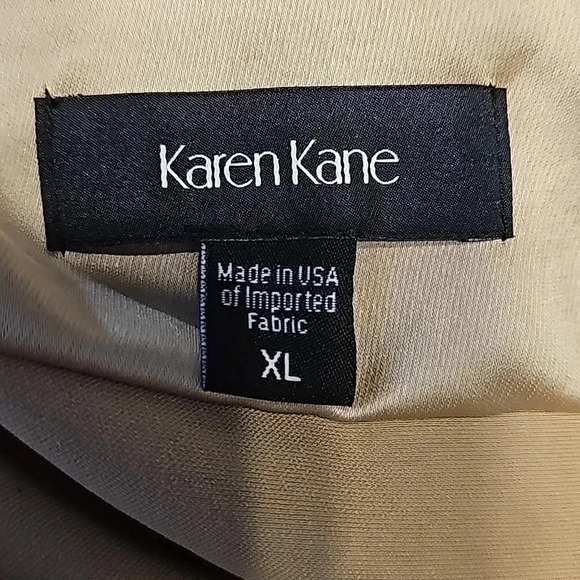 Karen Kane
Made in USA
of Imported
Fabric
XL